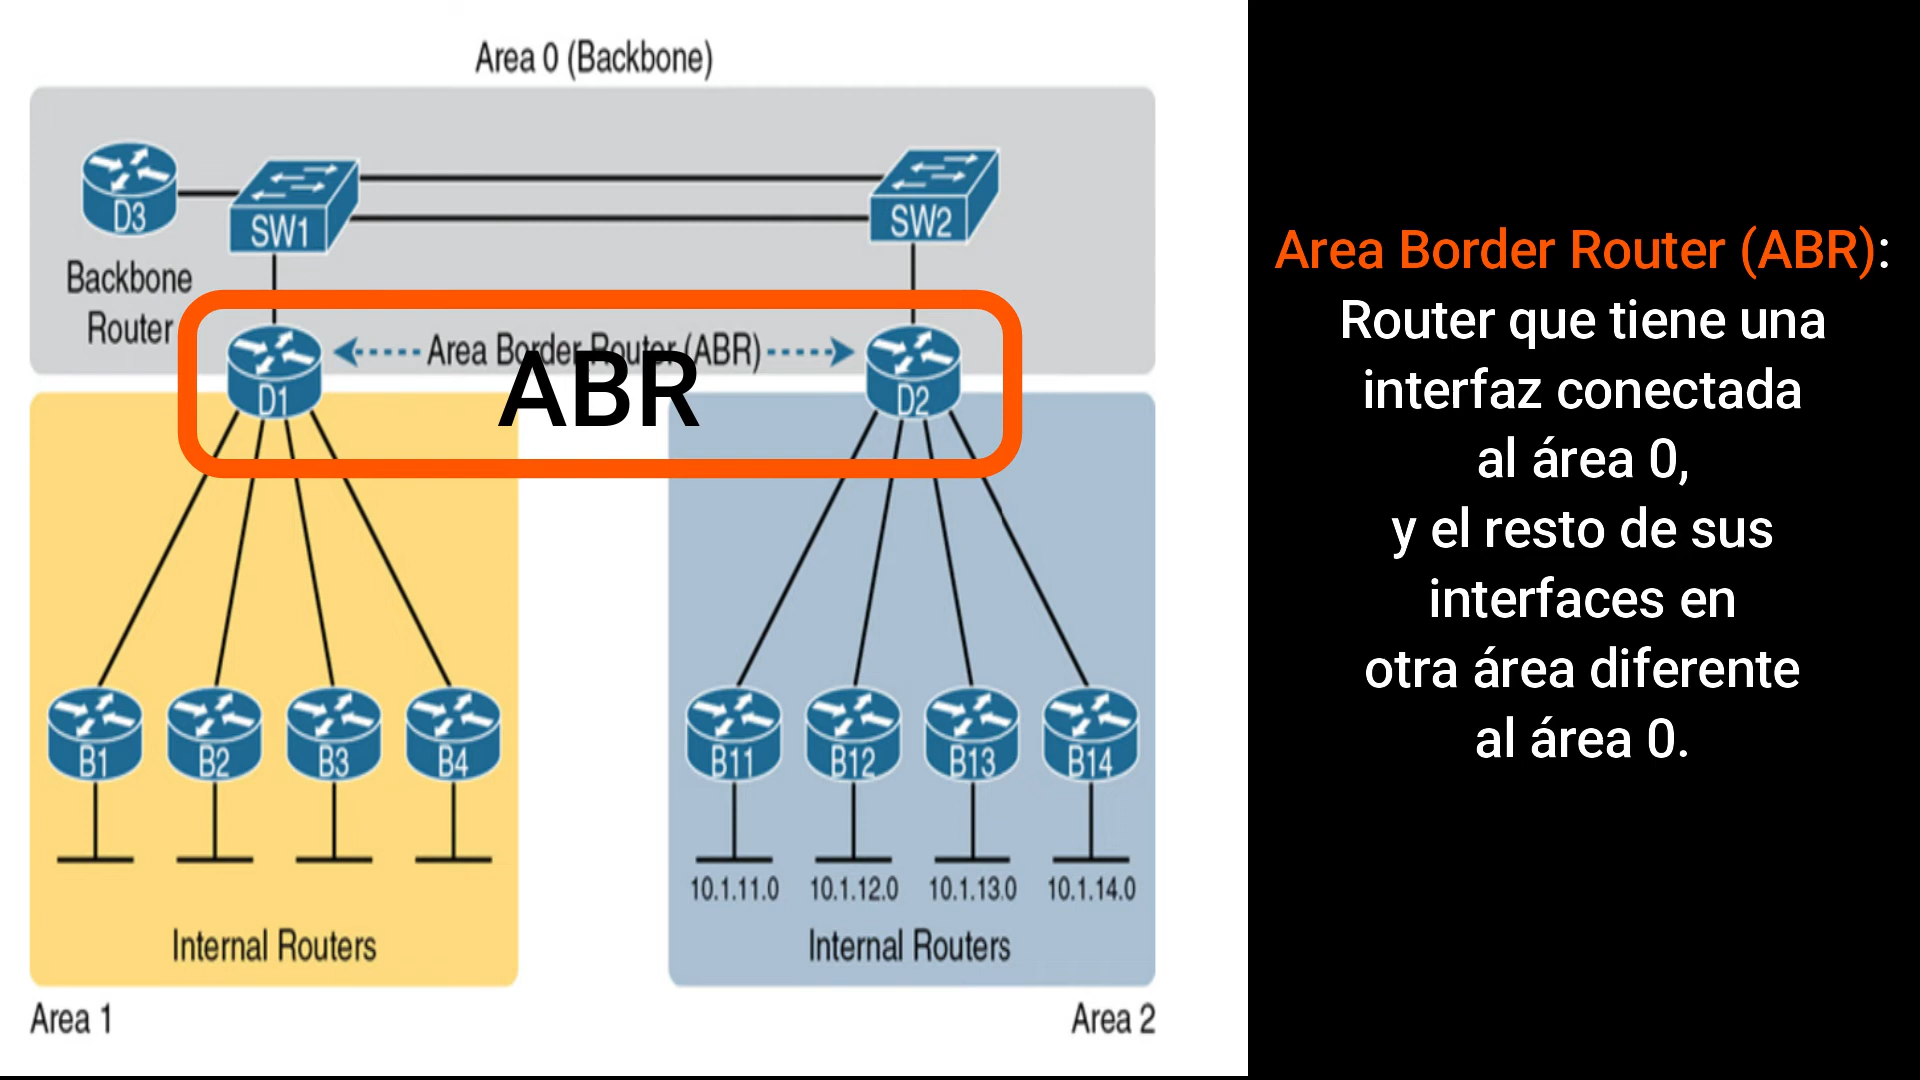 Area 0 (Backbone)
D3
SW1
SW2
Backbone
Router
Area Border Router (ABR)
ABR
D1
D2
B1
B2
B3
B4
B11
B12
B13
B14
10.1.11.0
10.1.12.0
10.1.13.0
10.1.14.0
Internal Routers
Internal Routers
Area 1
Area 2
Area Border Router (ABR):
Router que tiene una
interfaz conectada
al área 0,
y el resto de sus
interfaces en
otra área diferente
al área 0.